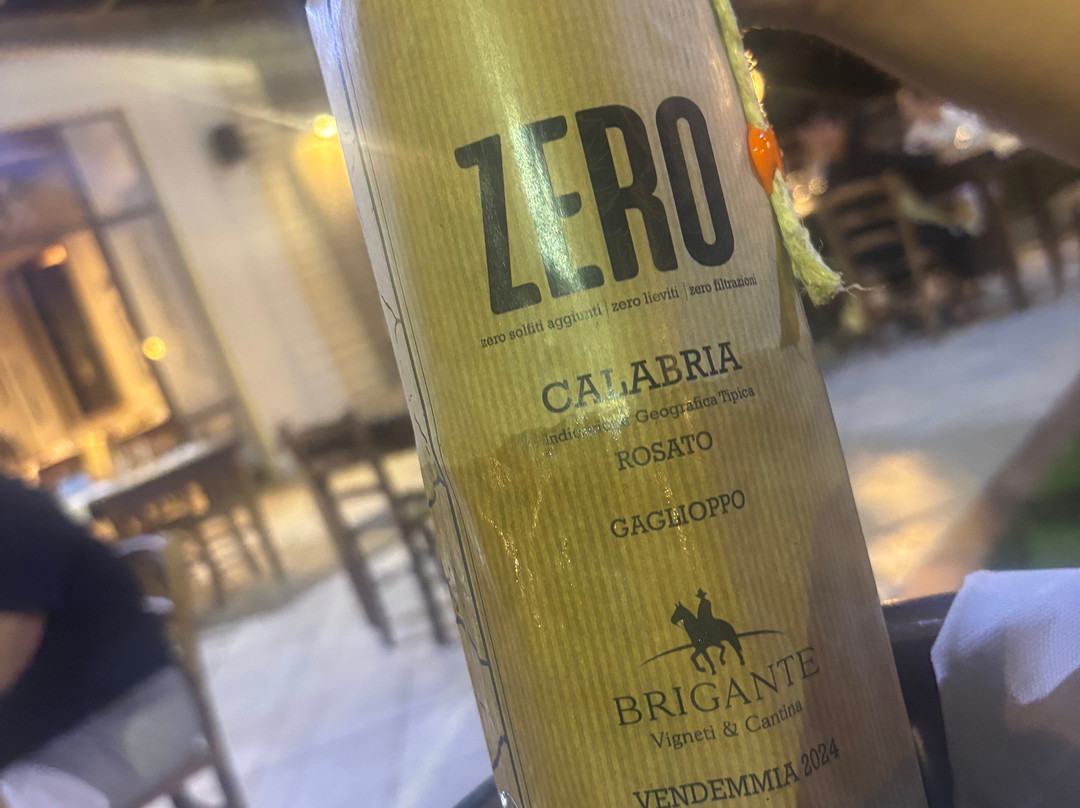 ZERO
zero solfiti aggiunti | zero lieviti | zero filtrazioni
CALABRIA
Indicazione Geografica Tipica
ROSATO
GAGLIOPPO
BRIGANTE
Vigneti & Cantina
VENDEMMIA 2024